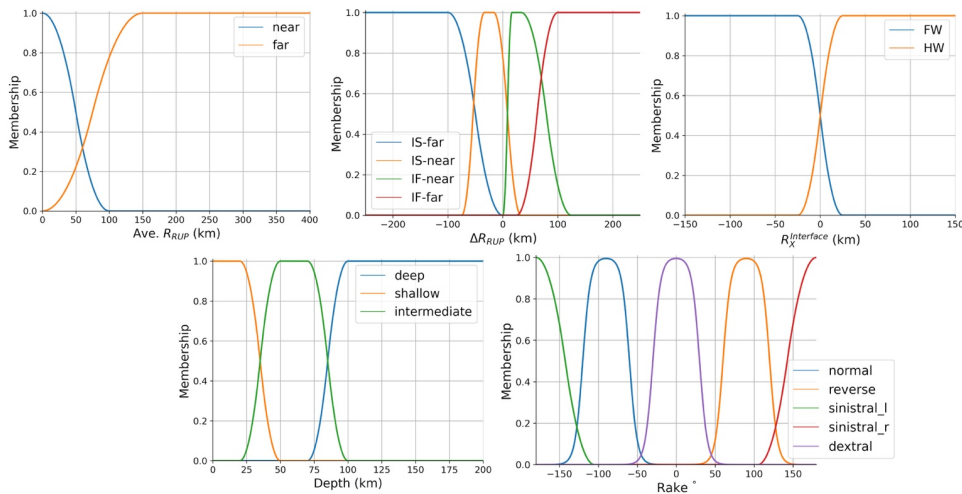 1.0
0.8
0.6
0.4
0.2
0.0
Membership
near
far
0 50 100 150 200 250 300 350 400
Ave. R_RUP (km)
1.0
0.8
0.6
0.4
0.2
0.0
Membership
IS-far
IS-near
IF-near
IF-far
−200 −100 0 100 200
ΔR_RUP (km)
1.0
0.8
0.6
0.4
0.2
0.0
Membership
FW
HW
−150 −100 −50 0 50 100 150
R_X^Interface (km)
1.0
0.8
0.6
0.4
0.2
0.0
Membership
deep
shallow
intermediate
0 25 50 75 100 125 150 175 200
Depth (km)
1.0
0.8
0.6
0.4
0.2
0.0
Membership
normal
reverse
sinistral_l
sinistral_r
dextral
−150 −100 −50 0 50 100 150
Rake °